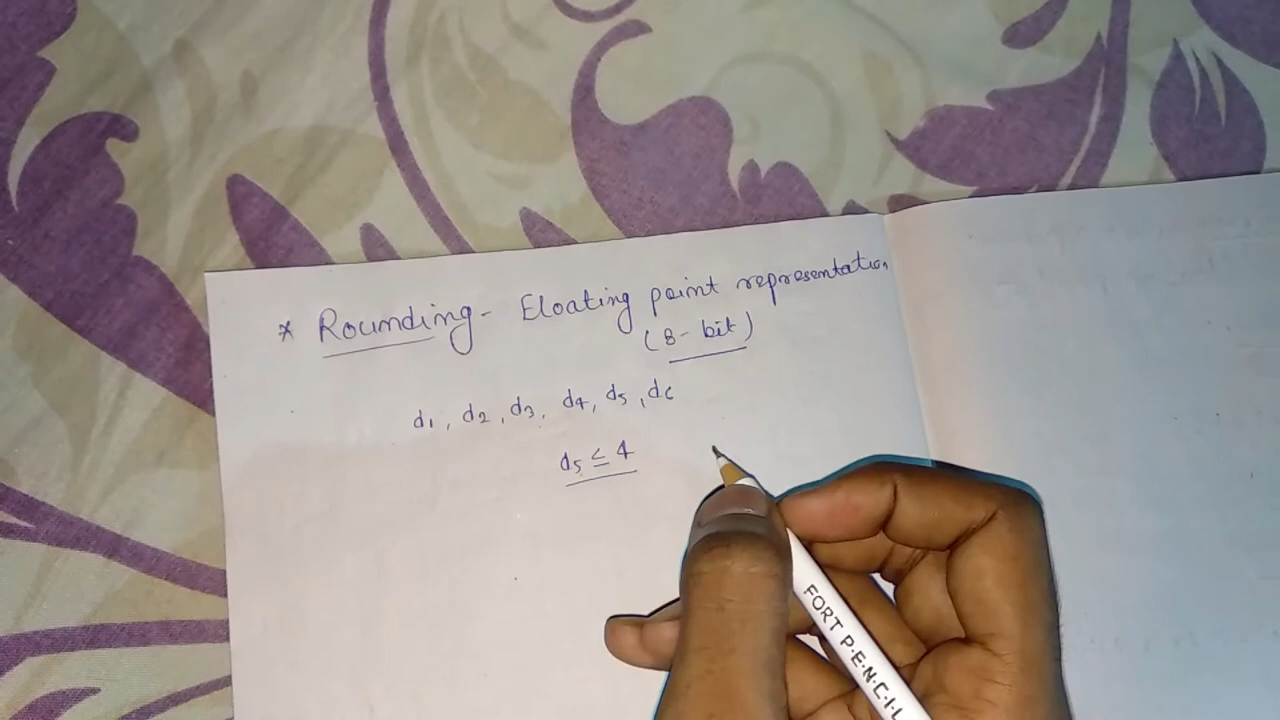 * Rounding - Floating point representation
(8 - bit)
d1, d2, d3, d4, d5, d6
d5 ≤ 4
FORT P·E·N·C·I·L